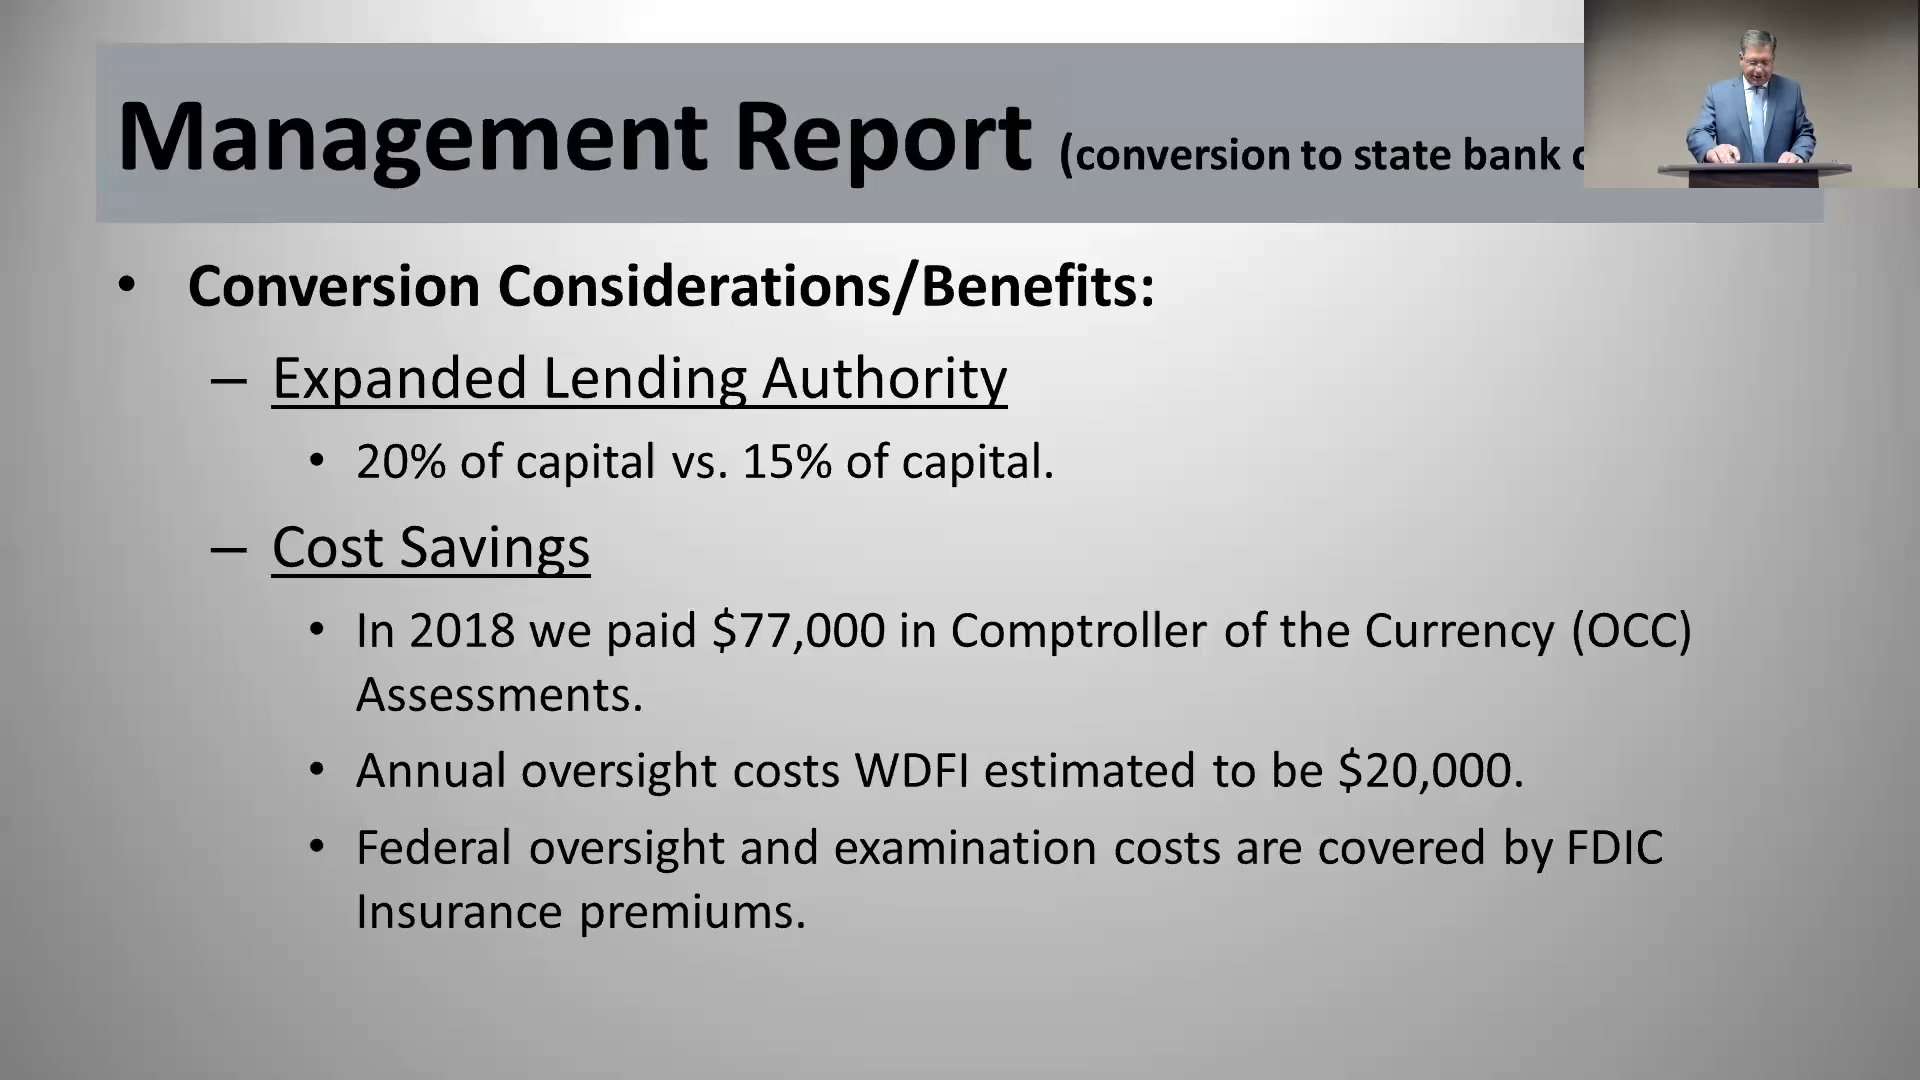 Management Report (conversion to state bank
• Conversion Considerations/Benefits:
– Expanded Lending Authority
• 20% of capital vs. 15% of capital.
– Cost Savings
• In 2018 we paid $77,000 in Comptroller of the Currency (OCC)
Assessments.
• Annual oversight costs WDFI estimated to be $20,000.
• Federal oversight and examination costs are covered by FDIC
Insurance premiums.